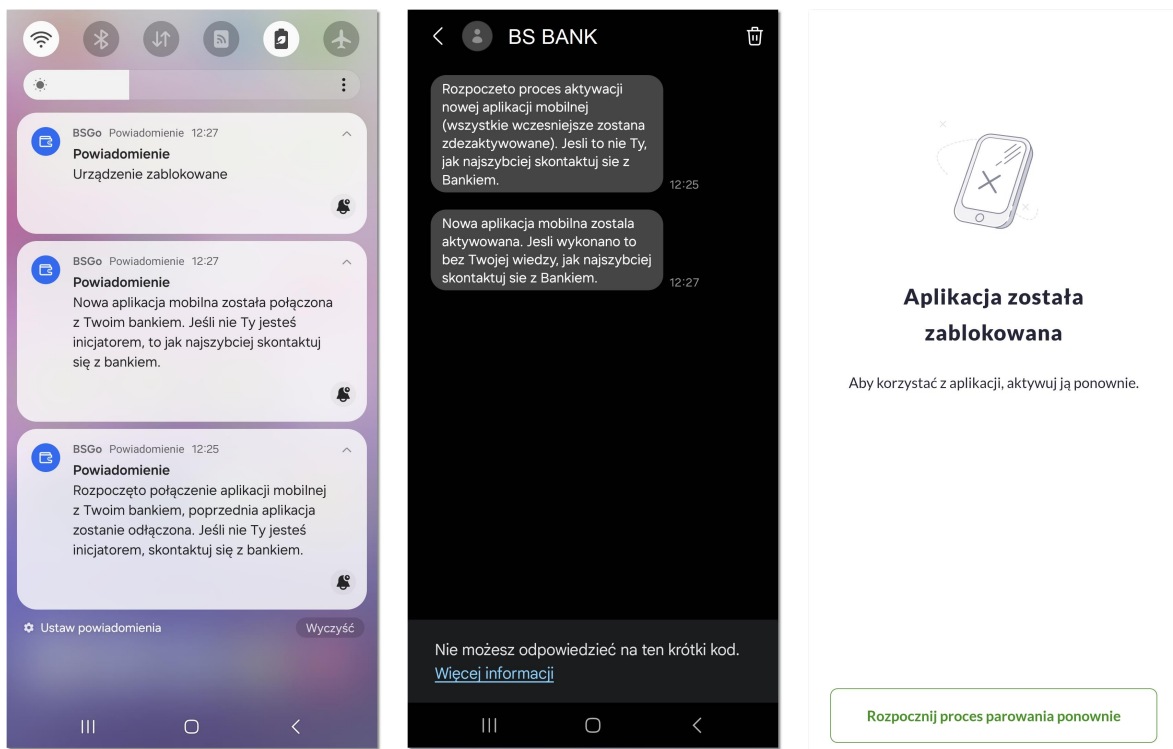 BSGo Powiadomienie 12:27
Powiadomienie
Urządzenie zablokowane
BSGo Powiadomienie 12:27
Powiadomienie
Nowa aplikacja mobilna została połączona
z Twoim bankiem. Jeśli nie Ty jesteś
inicjatorem, to jak najszybciej skontaktuj
się z bankiem.
BSGo Powiadomienie 12:25
Powiadomienie
Rozpoczęto połączenie aplikacji mobilnej
z Twoim bankiem, poprzednia aplikacja
zostanie odłączona. Jeśli nie Ty jesteś
inicjatorem, skontaktuj się z bankiem.
Ustaw powiadomienia
Wyczyść
BS BANK
Rozpoczeto proces aktywacji
nowej aplikacji mobilnej
(wszystkie wczesniejsze zostana
zdezaktywowane). Jesli to nie Ty,
jak najszybciej skontaktuj sie z
Bankiem.
12:25
Nowa aplikacja mobilna zostala
aktywowana. Jesli wykonano to
bez Twojej wiedzy, jak najszybciej
skontaktuj sie z Bankiem.
12:27
Nie możesz odpowiedzieć na ten krótki kod.
Więcej informacji
Aplikacja została
zablokowana
Aby korzystać z aplikacji, aktywuj ją ponownie.
Rozpocznij proces parowania ponownie